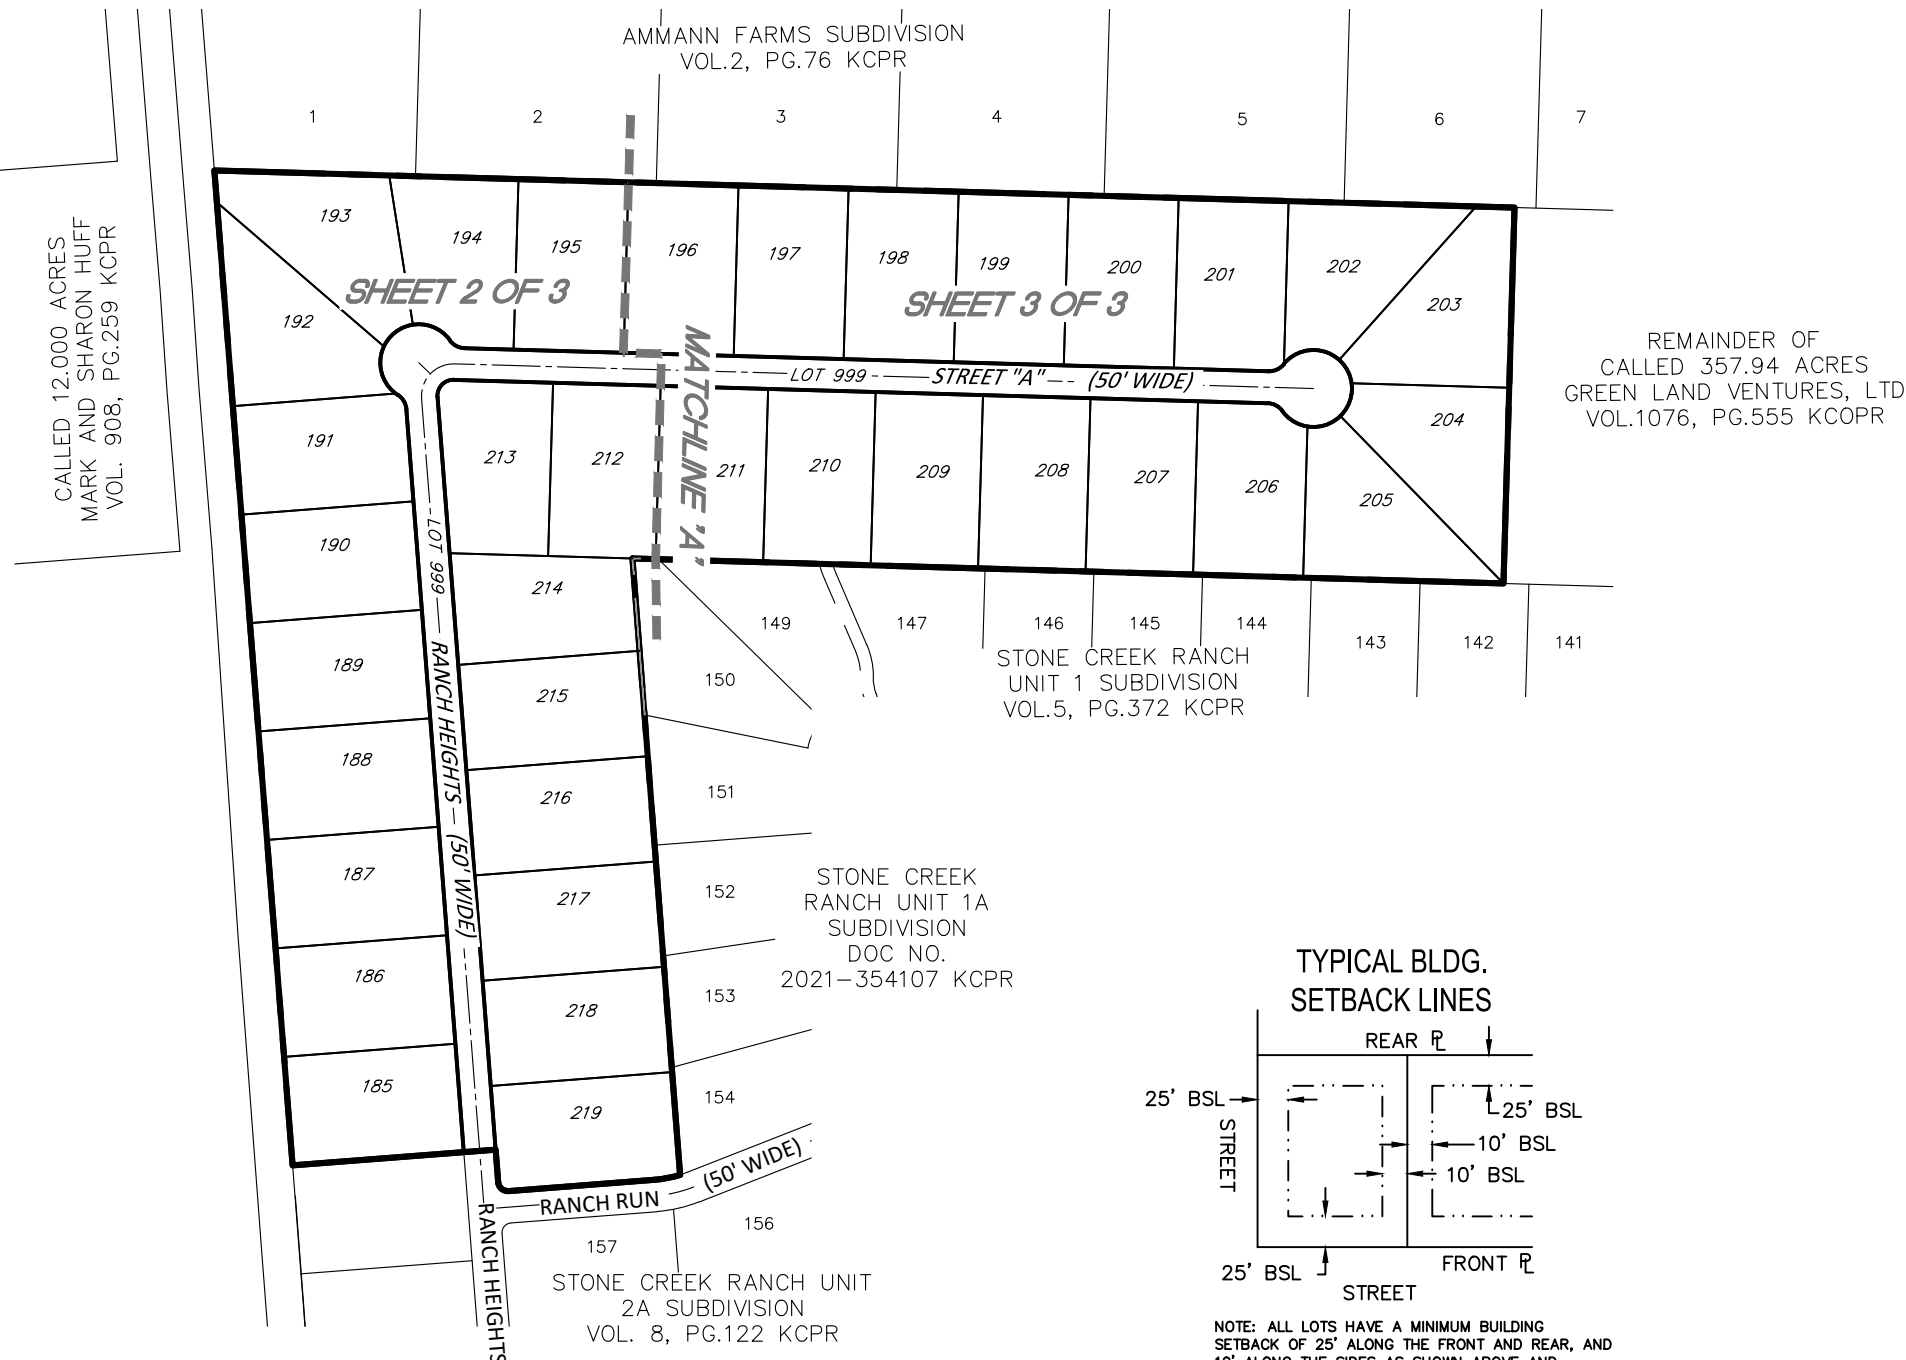 AMMANN FARMS SUBDIVISION
VOL.2, PG.76 KCPR
1
2
3
4
5
6
7
CALLED 12.000 ACRES
MARK AND SHARON HUFF
VOL. 908, PG.259 KCPR
193
194
195
196
197
198
199
200
201
202
203
192
SHEET 2 OF 3
SHEET 3 OF 3
MATCHLINE 'A'
LOT 999
STREET "A"
(50' WIDE)
REMAINDER OF
CALLED 357.94 ACRES
GREEN LAND VENTURES, LTD
VOL.1076, PG.555 KCOPR
191
213
212
211
210
209
208
207
206
205
204
190
LOT 999
RANCH HEIGHTS
(50' WIDE)
189
188
187
186
185
214
215
216
217
218
219
149
147
146
145
144
143
142
141
STONE CREEK RANCH
UNIT 1 SUBDIVISION
VOL.5, PG.372 KCPR
150
151
152
153
154
STONE CREEK
RANCH UNIT 1A
SUBDIVISION
DOC NO.
2021-354107 KCPR
RANCH RUN
(50' WIDE)
RANCH HEIGHTS
156
157
STONE CREEK RANCH UNIT
2A SUBDIVISION
VOL. 8, PG.122 KCPR
TYPICAL BLDG.
SETBACK LINES
REAR PL
25' BSL
25' BSL
STREET
10' BSL
10' BSL
25' BSL
FRONT PL
STREET
NOTE: ALL LOTS HAVE A MINIMUM BUILDING
SETBACK OF 25' ALONG THE FRONT AND REAR, AND
10' ALONG THE SIDES AS SHOWN ABOVE AND